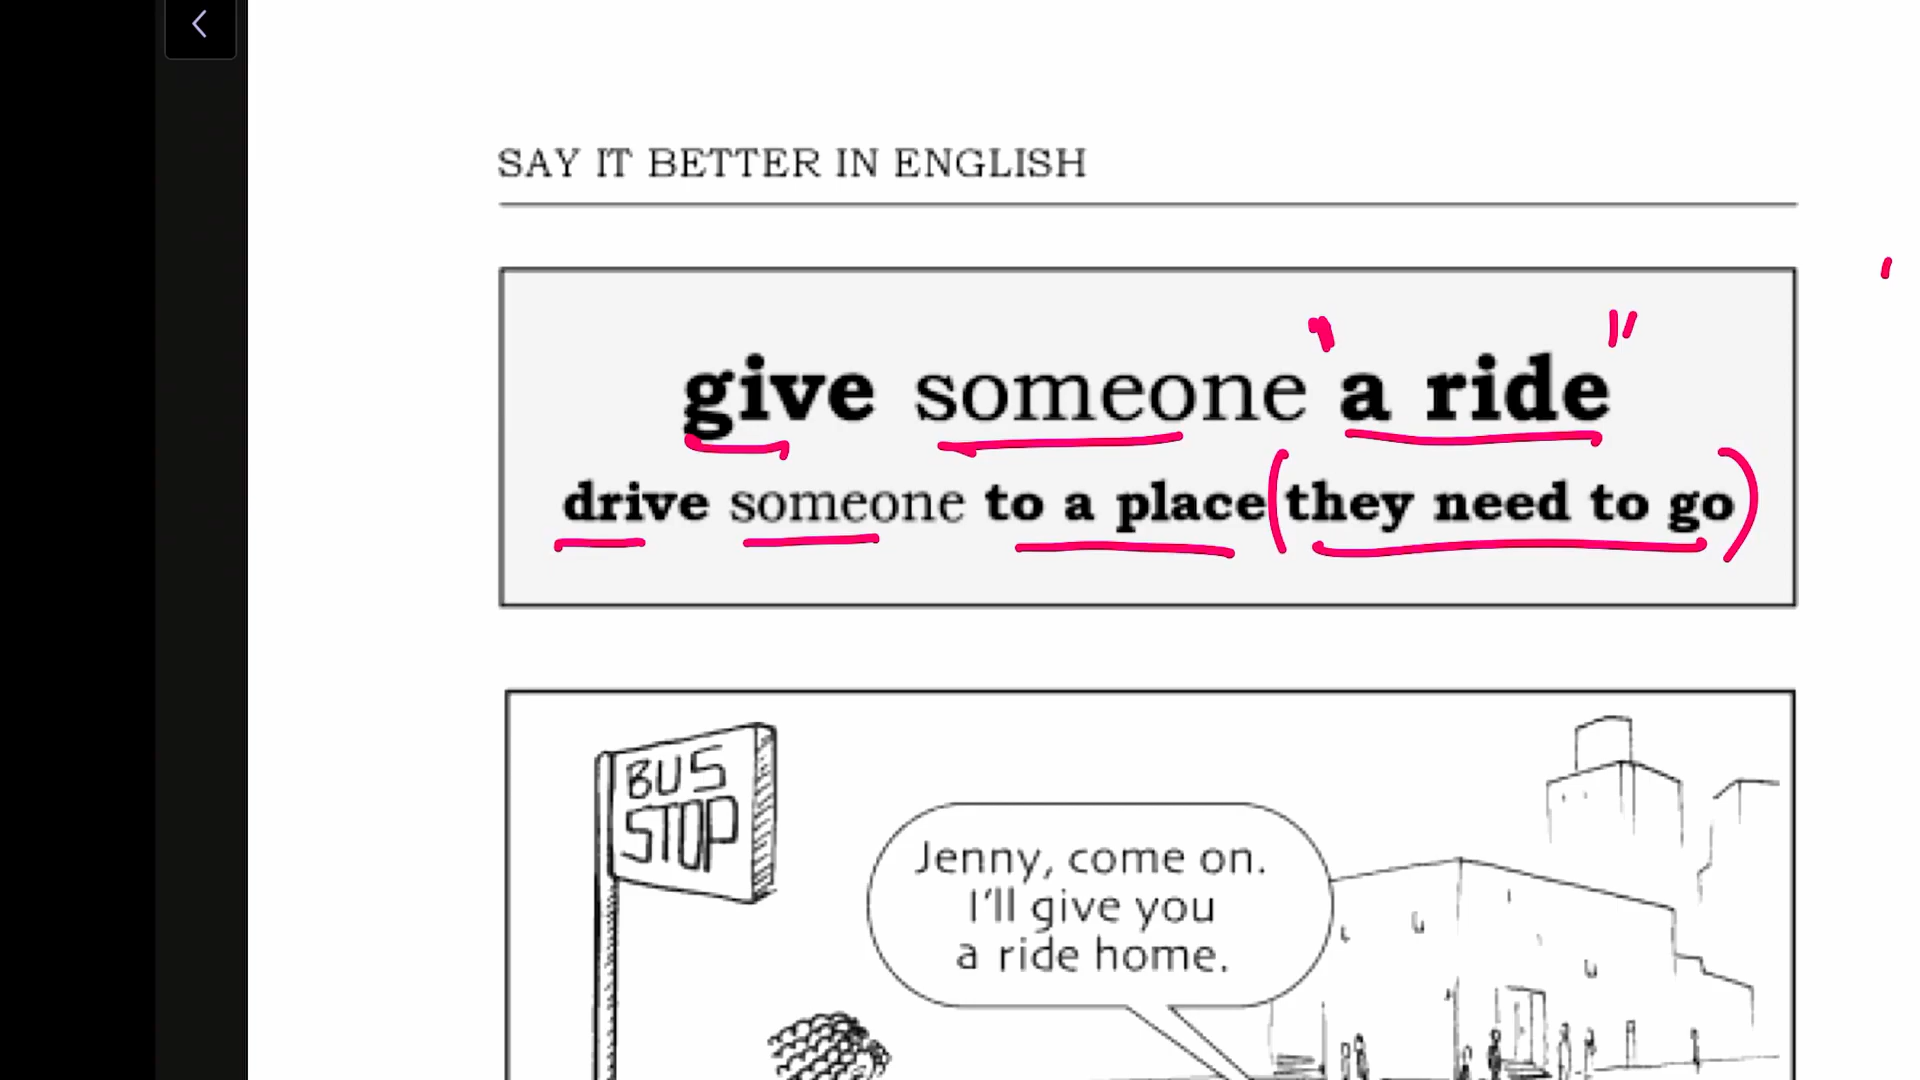 SAY IT BETTER IN ENGLISH
give someone "a ride"
drive someone to a place (they need to go)
BUS
STOP
Jenny, come on.
I'll give you
a ride home.